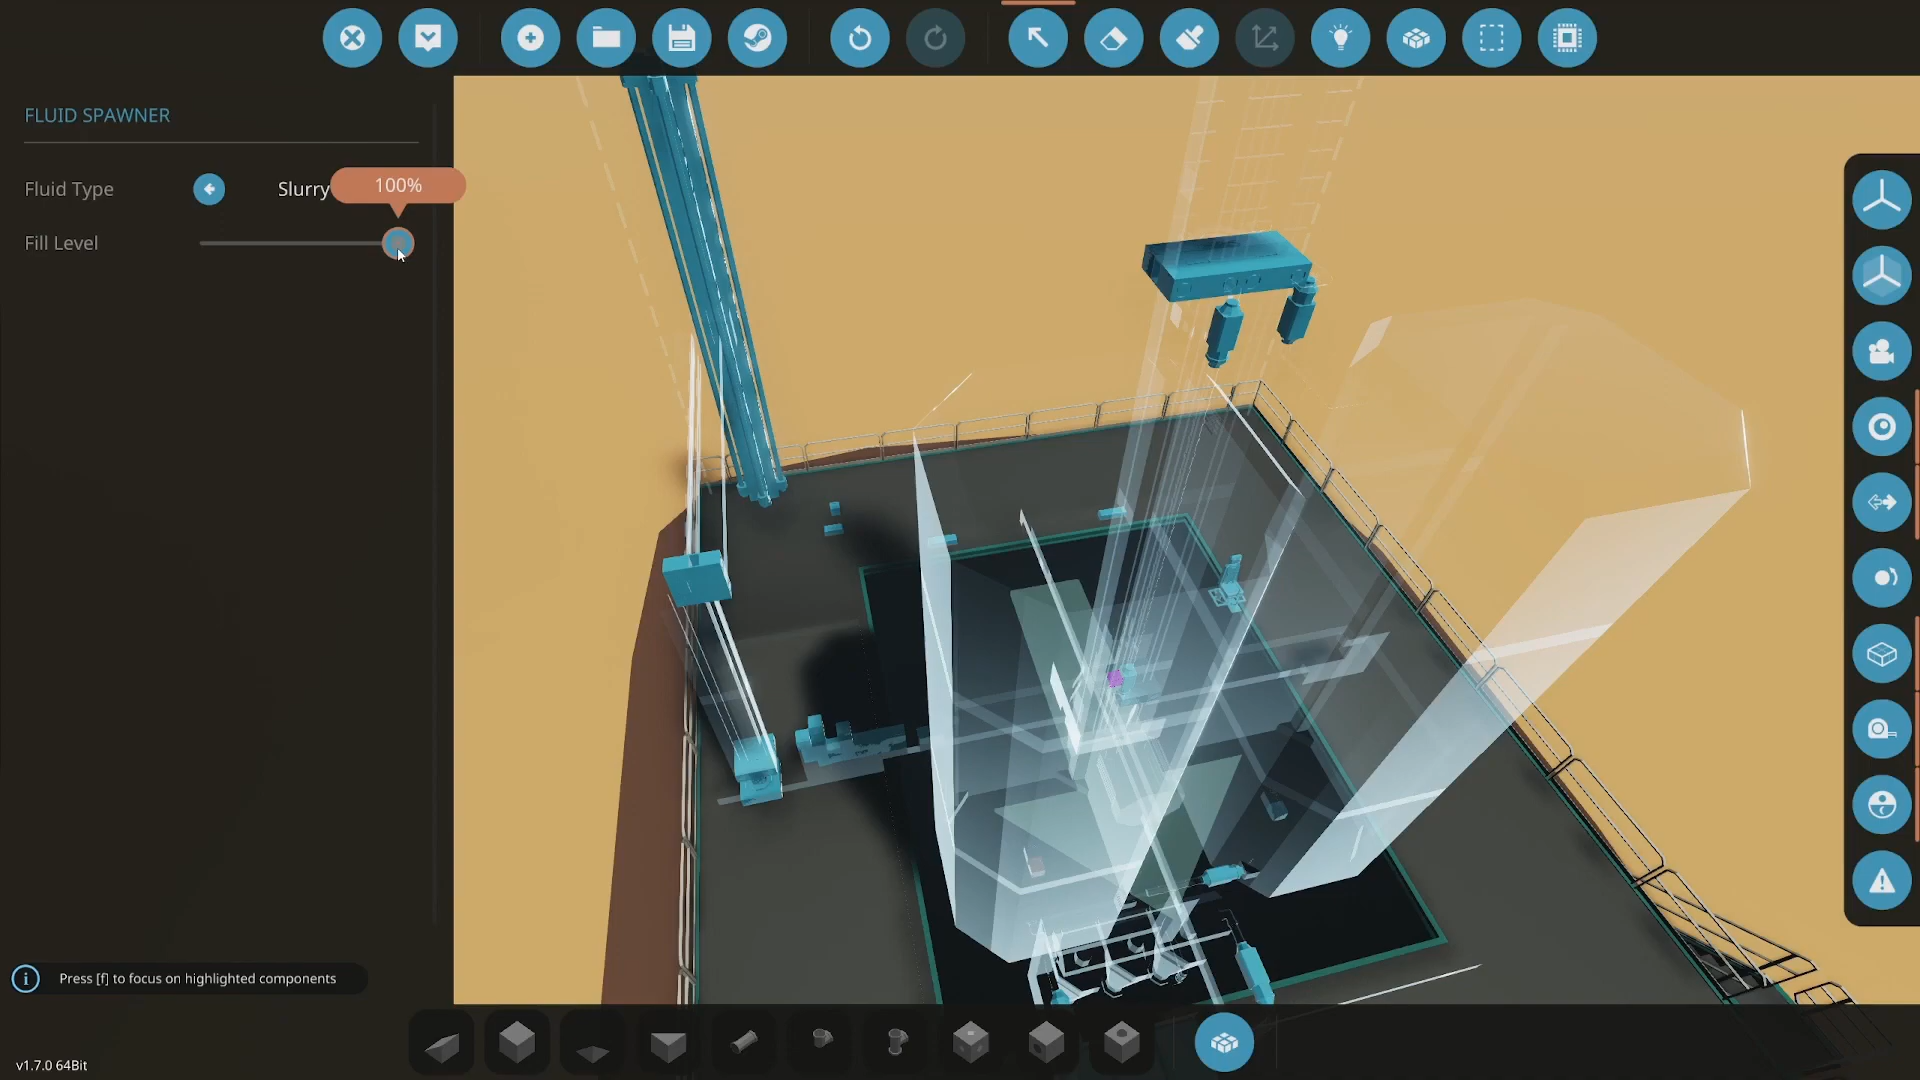 FLUID SPAWNER
Fluid Type
Slurry
100%
Fill Level
Press [f] to focus on highlighted components
v1.7.0 64Bit